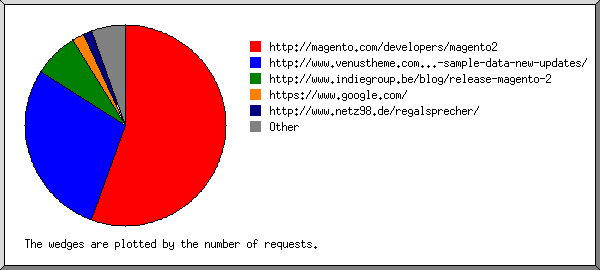 http://magento.com/developers/magento2
http://www.venustheme.com...-sample-data-new-updates/
http://www.indiegroup.be/blog/release-magento-2
https://www.google.com/
http://www.netz98.de/regalsprecher/
Other
The wedges are plotted by the number of requests.